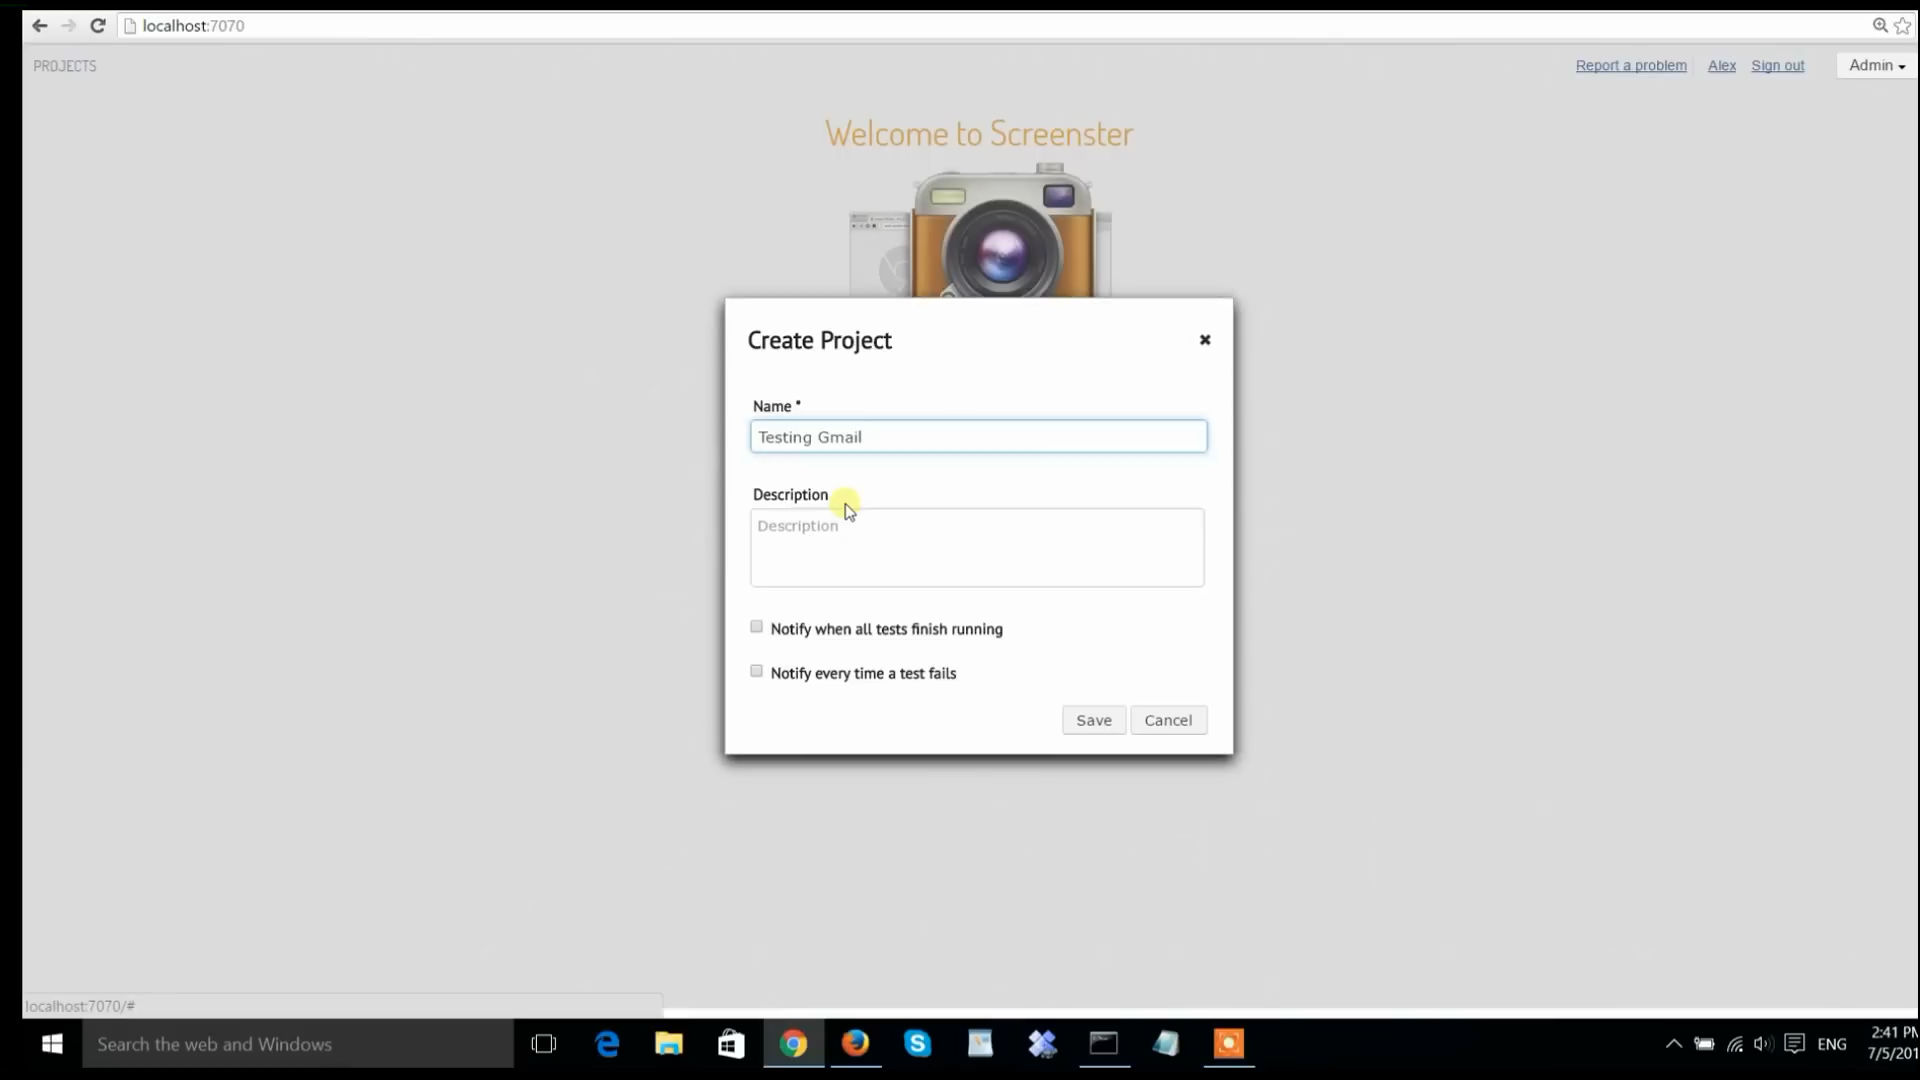 localhost:7070
PROJECTS
Report a problem Alex Sign out Admin
Welcome to Screenster
Create Project
Name *
Testing Gmail
Description
Description
Notify when all tests finish running
Notify every time a test fails
Save Cancel
localhost:7070/#
Search the web and Windows
ENG
2:41 PM
7/5/201